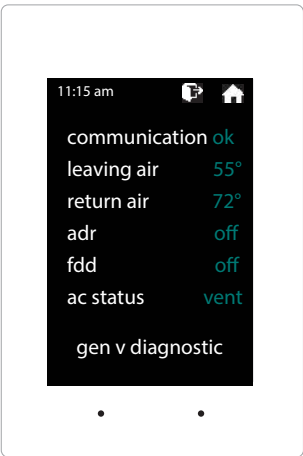 11:15 am
communication ok
leaving air 55°
return air 72°
adr off
fdd off
ac status vent
gen v diagnostic